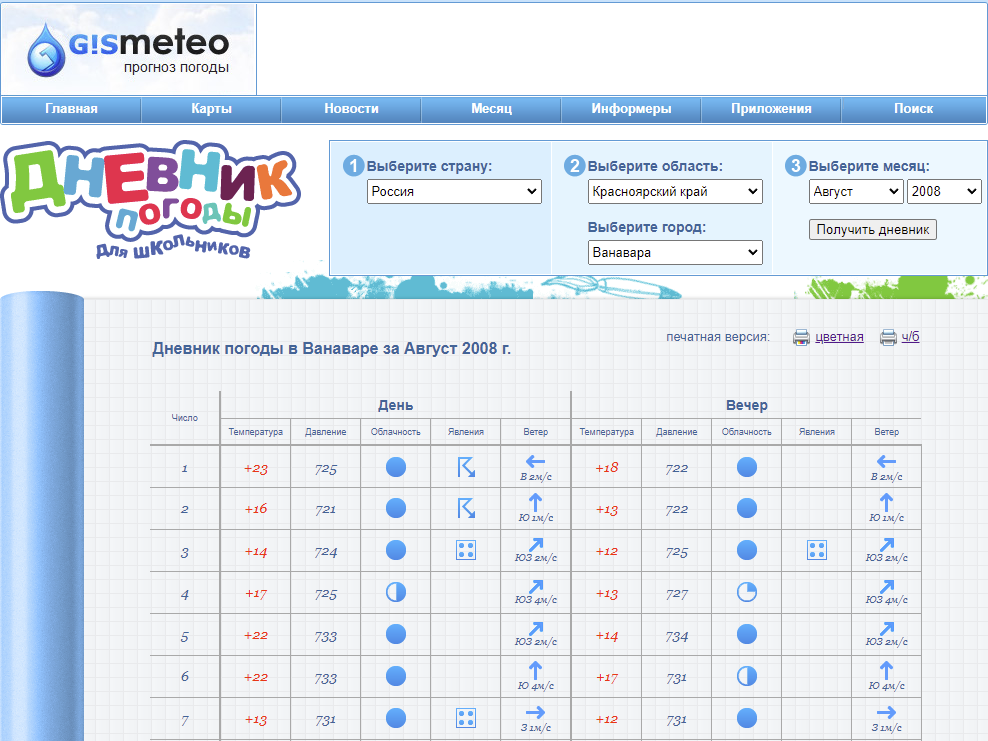 G!Smeteo
прогноз погоды
Главная Карты Новости Месяц Информеры Приложения Поиск
ДНЕВНИК
погоды
для школьников
1 Выберите страну: 2 Выберите область: 3 Выберите месяц:
Россия Красноярский край Август 2008
Выберите город: Получить дневник
Ванавара
печатная версия: цветная ч/б
Дневник погоды в Ванаваре за Август 2008 г.
Число День Вечер
Температура Давление Облачность Явления Ветер Температура Давление Облачность Явления Ветер
1 +23 725 В 2м/с +18 722 В 2м/с
2 +16 721 Ю 1м/с +13 722 Ю 1м/с
3 +14 724 ЮЗ 2м/с +12 725 ЮЗ 2м/с
4 +17 725 ЮЗ 4м/с +13 727 ЮЗ 4м/с
5 +22 733 ЮЗ 2м/с +14 734 ЮЗ 2м/с
6 +22 733 Ю 4м/с +17 731 Ю 4м/с
7 +13 731 З 1м/с +12 731 З 1м/с